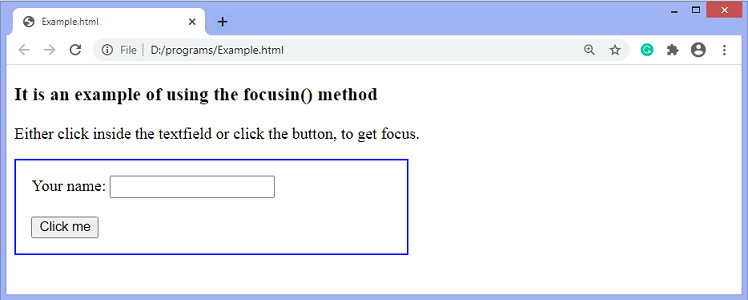 Example.html
File | D:/programs/Example.html
It is an example of using the focusin() method
Either click inside the textfield or click the button, to get focus.
Your name:
Click me